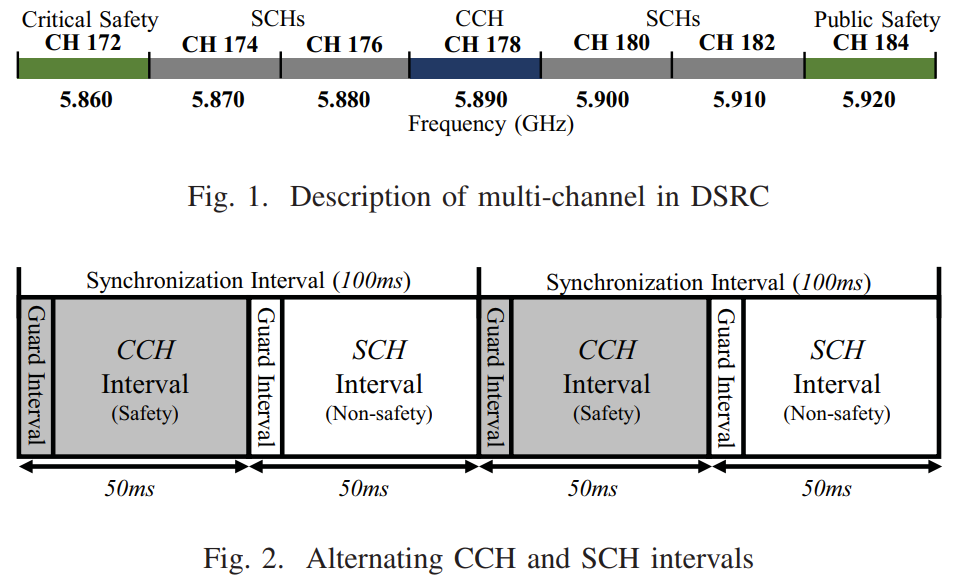 Critical Safety SCHs CCH SCHs Public Safety
CH 172 CH 174 CH 176 CH 178 CH 180 CH 182 CH 184
5.860 5.870 5.880 5.890 5.900 5.910 5.920
Frequency (GHz)
Fig. 1. Description of multi-channel in DSRC
Synchronization Interval (100ms) Synchronization Interval (100ms)
Guard Interval
CCH
Interval
(Safety)
Guard Interval
SCH
Interval
(Non-safety)
Guard Interval
CCH
Interval
(Safety)
Guard Interval
SCH
Interval
(Non-safety)
50ms 50ms 50ms 50ms
Fig. 2. Alternating CCH and SCH intervals